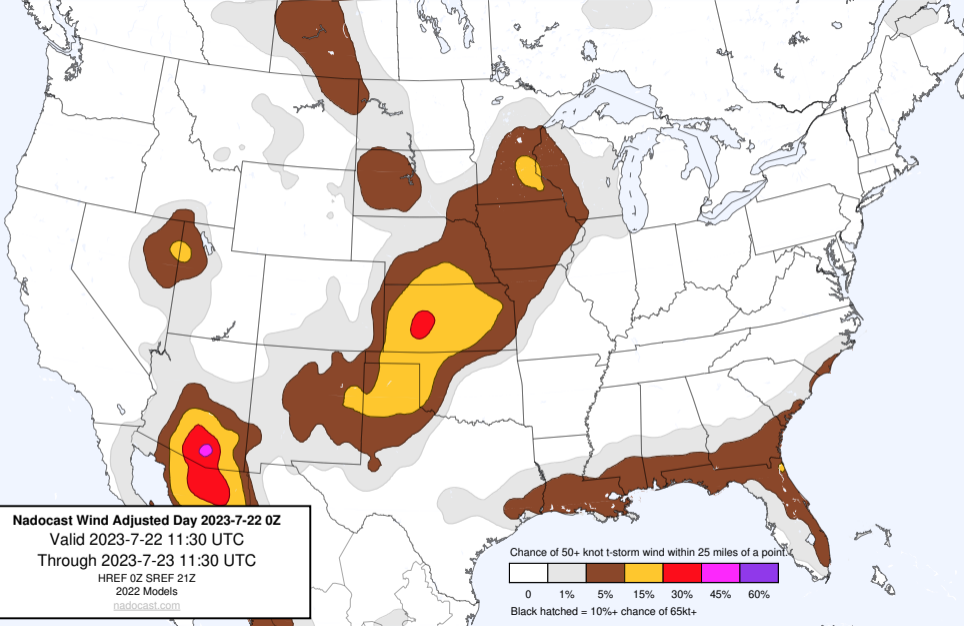 Nadocast Wind Adjusted Day 2023-7-22 0Z
Valid 2023-7-22 11:30 UTC
Through 2023-7-23 11:30 UTC
HREF 0Z SREF 21Z
2022 Models
nadocast.com
Chance of 50+ knot t-storm wind within 25 miles of a point.
0 1% 5% 15% 30% 45% 60%
Black hatched = 10%+ chance of 65kt+